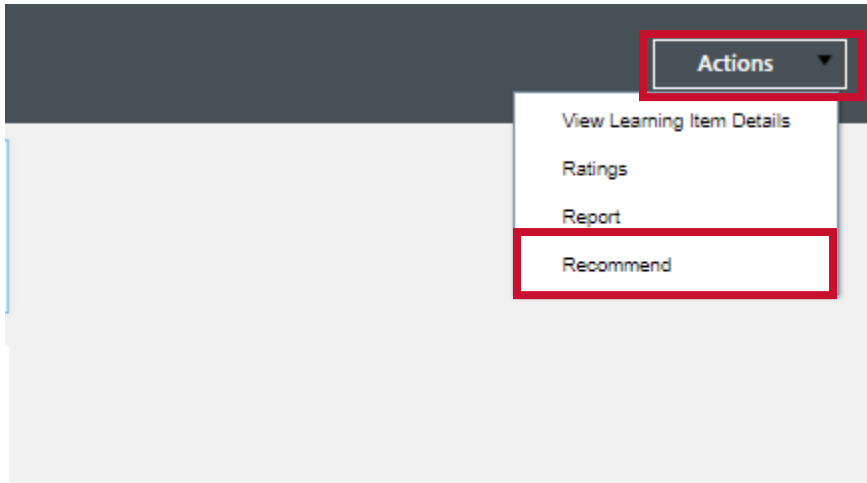 Actions
View Learning Item Details
Ratings
Report
Recommend